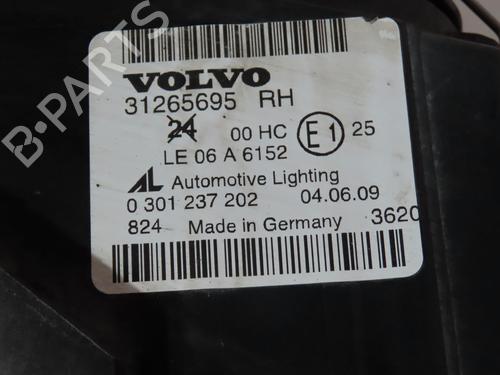 VOLVO
31265695 RH
24 00 HC E1 25
LE 06 A 6152
AL Automotive Lighting
0 301 237 202 04.06.09
824 Made in Germany 3620
B-PARTS